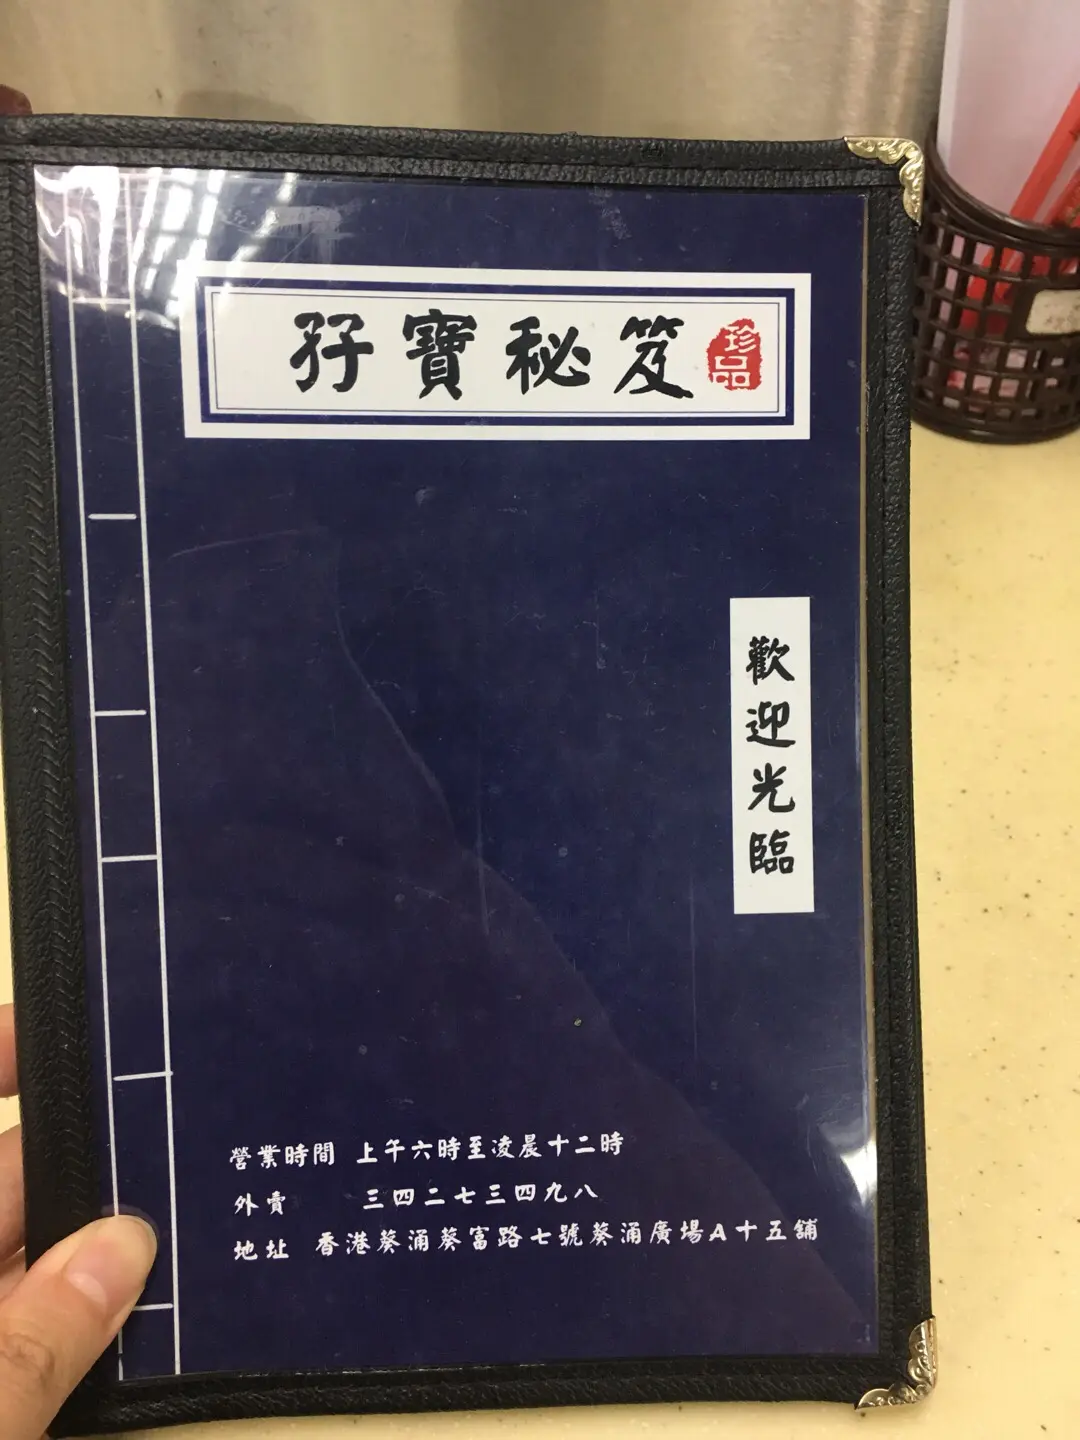 孖寶秘笈
珍品
歡迎光臨
營業時間 上午六時至凌晨十二時
外賣 三四二七三四九八
地址 香港葵涌葵富路七號葵涌廣場A十五舖